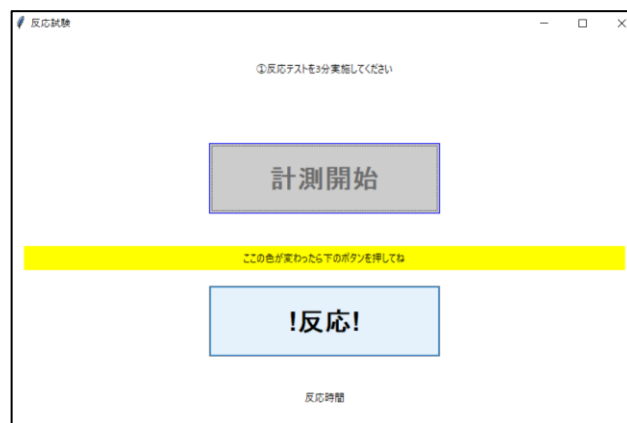 反応試験
①反応テストを3分実施してください
計測開始
ここの色が変わったら下のボタンを押してね
!反応!
反応時間